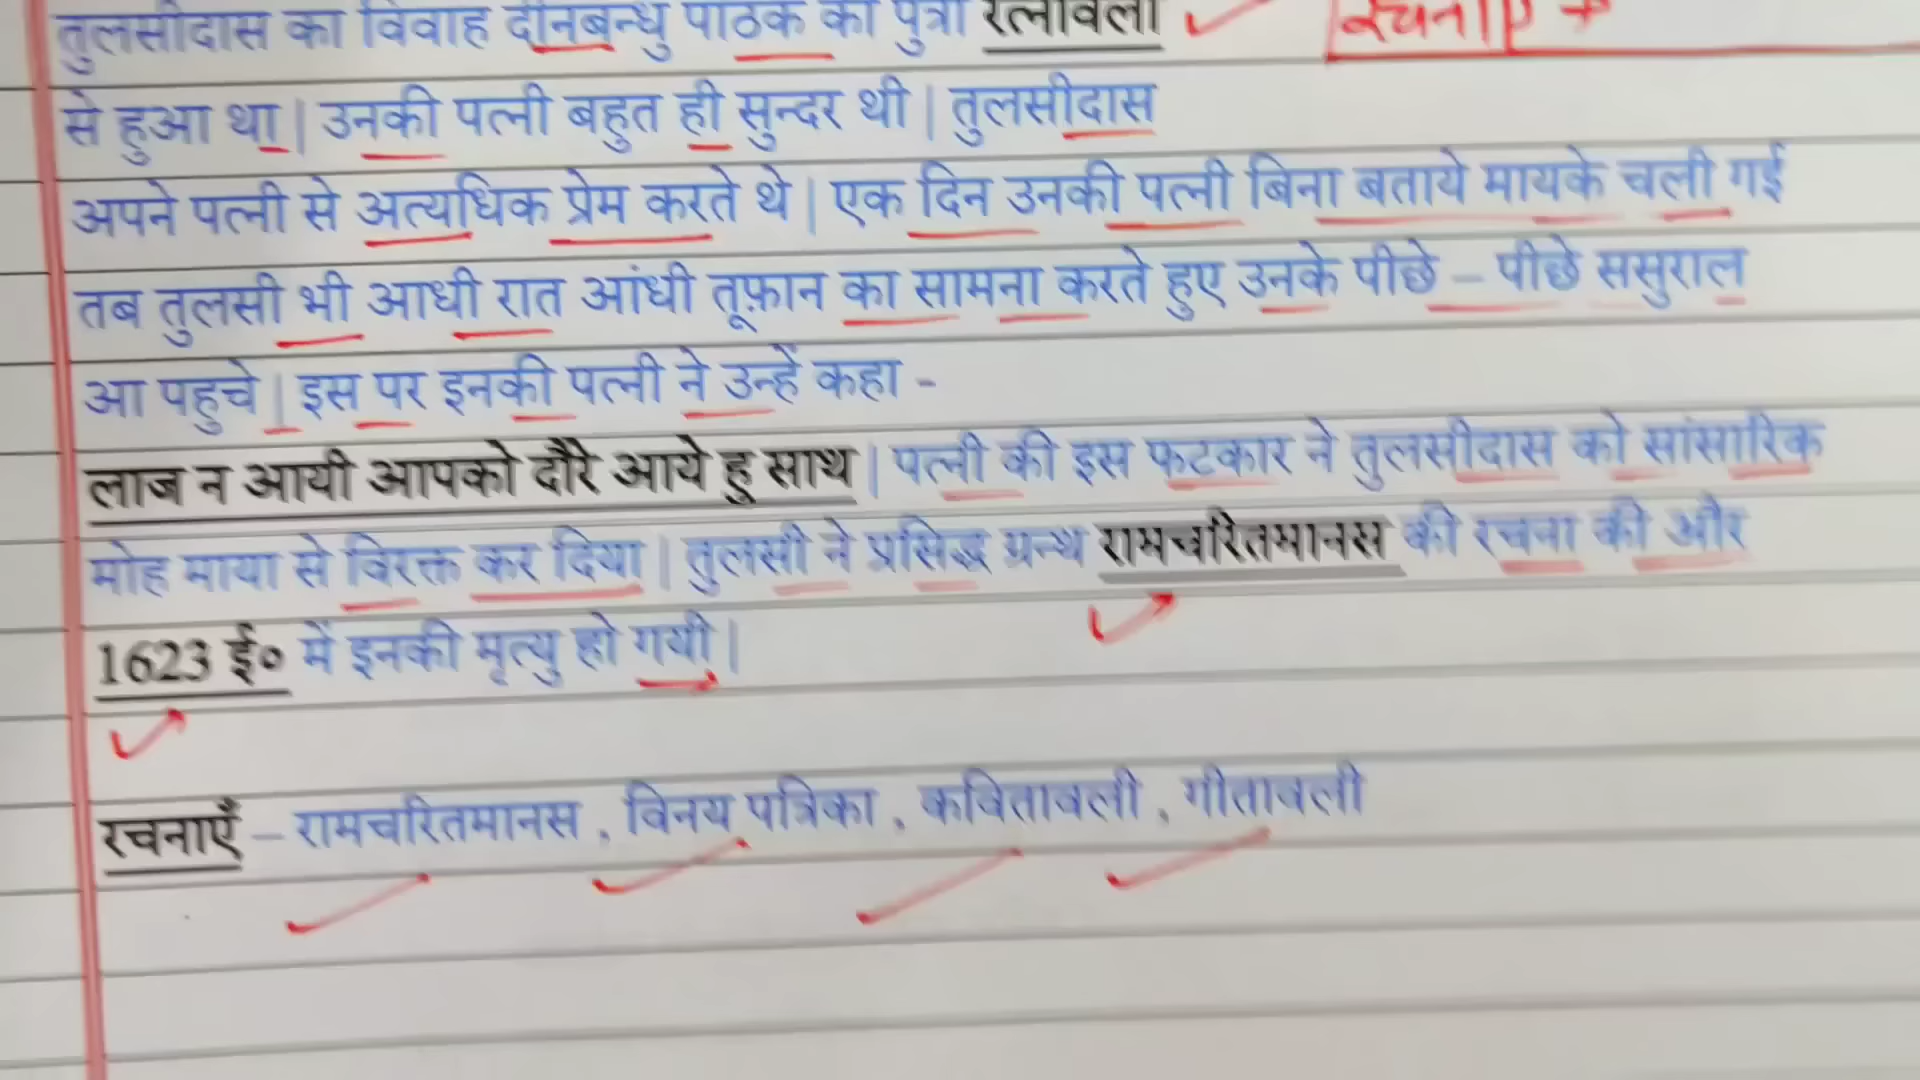 तुलसीदास का विवाह दीनबन्धु पाठक की पुत्री रत्नावली
रचनाएँ →
से हुआ था | उनकी पत्नी बहुत ही सुन्दर थी | तुलसीदास
अपने पत्नी से अत्यधिक प्रेम करते थे | एक दिन उनकी पत्नी बिना बताये मायके चली गई
तब तुलसी भी आधी रात आंधी तूफ़ान का सामना करते हुए उनके पीछे – पीछे ससुराल
आ पहुचे | इस पर इनकी पत्नी ने उन्हें कहा -
लाज न आयी आपको दौरे आये हु साथ | पत्नी की इस फटकार ने तुलसीदास को सांसारिक
मोह माया से विरक्त कर दिया | तुलसी ने प्रसिद्ध ग्रन्थ रामचरितमानस की रचना की और
1623 ई० में इनकी मृत्यु हो गयी |
रचनाएँ – रामचरितमानस , विनय पत्रिका , कवितावली , गीतावली